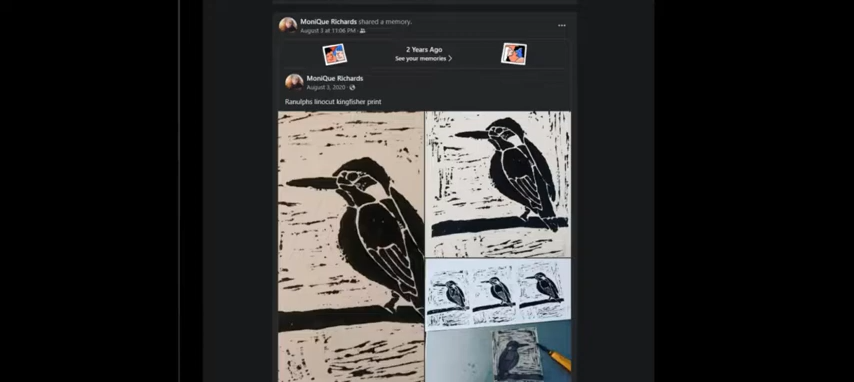 MoniQue Richards shared a memory.
August 3 at 11:06 PM ·
2 Years Ago
See your memories
MoniQue Richards
August 3, 2020 ·
Ranulphs linocut kingfisher print